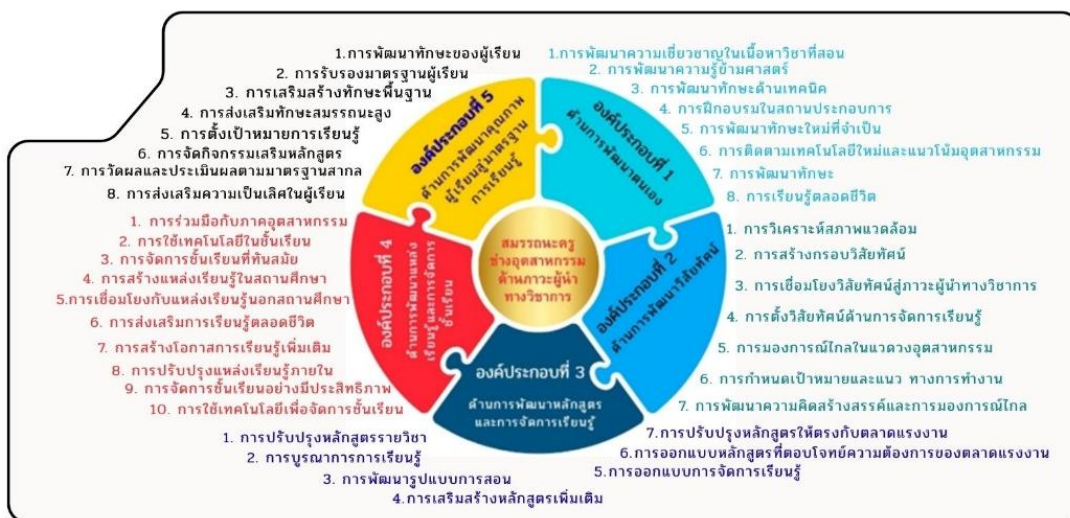 สมรรถนะครู
ช่างอุตสาหกรรม
ด้านภาวะผู้นำ
ทางวิชาการ
องค์ประกอบที่ 1
ด้านการพัฒนาตนเอง
1.การพัฒนาความเชี่ยวชาญในเนื้อหาวิชาที่สอน
2. การพัฒนาความรู้ข้ามศาสตร์
3. การพัฒนาทักษะด้านเทคนิค
4. การฝึกอบรมในสถานประกอบการ
5. การพัฒนาทักษะใหม่ที่จำเป็น
6. การติดตามเทคโนโลยีใหม่และแนวโน้มอุตสาหกรรม
7. การพัฒนาทักษะ
8. การเรียนรู้ตลอดชีวิต
องค์ประกอบที่ 2
ด้านการพัฒนาวิสัยทัศน์
1. การวิเคราะห์สภาพแวดล้อม
2. การสร้างกรอบวิสัยทัศน์
3. การเชื่อมโยงวิสัยทัศน์สู่ภาวะผู้นำทางวิชาการ
4. การตั้งวิสัยทัศน์ด้านการจัดการเรียนรู้
5. การมองการณ์ไกลในแวดวงอุตสาหกรรม
6. การกำหนดเป้าหมายและแนว ทางการทำงาน
7. การพัฒนาความคิดสร้างสรรค์และการมองการณ์ไกล
องค์ประกอบที่ 3
ด้านการพัฒนาหลักสูตร
และการจัดการเรียนรู้
1. การปรับปรุงหลักสูตรรายวิชา
2. การบูรณาการการเรียนรู้
3. การพัฒนารูปแบบการสอน
4.การเสริมสร้างหลักสูตรเพิ่มเติม
5.การออกแบบการจัดการเรียนรู้
6.การออกแบบหลักสูตรที่ตอบโจทย์ความต้องการของตลาดแรงงาน
7.การปรับปรุงหลักสูตรให้ตรงกับตลาดแรงงาน
องค์ประกอบที่ 4
ด้านการพัฒนาแหล่ง
เรียนรู้ และการจัดการ
ชั้นเรียน
1. การร่วมมือกับภาคอุตสาหกรรม
2. การใช้เทคโนโลยีในชั้นเรียน
3. การจัดการชั้นเรียนที่ทันสมัย
4. การสร้างแหล่งเรียนรู้ในสถานศึกษา
5.การเชื่อมโยงกับแหล่งเรียนรู้นอกสถานศึกษา
6. การส่งเสริมการเรียนรู้ตลอดชีวิต
7. การสร้างโอกาสการเรียนรู้เพิ่มเติม
8. การปรับปรุงแหล่งเรียนรู้ภายใน
9. การจัดการชั้นเรียนอย่างมีประสิทธิภาพ
10. การใช้เทคโนโลยีเพื่อจัดการชั้นเรียน
องค์ประกอบที่ 5
ด้านการพัฒนาคุณภาพ
ผู้เรียนสู่มาตรฐาน
การเรียนรู้
1.การพัฒนาทักษะของผู้เรียน
2. การรับรองมาตรฐานผู้เรียน
3. การเสริมสร้างทักษะพื้นฐาน
4. การส่งเสริมทักษะสมรรถนะสูง
5. การตั้งเป้าหมายการเรียนรู้
6. การจัดกิจกรรมเสริมหลักสูตร
7. การวัดผลและประเมินผลตามมาตรฐานสากล
8. การส่งเสริมความเป็นเลิศในผู้เรียน